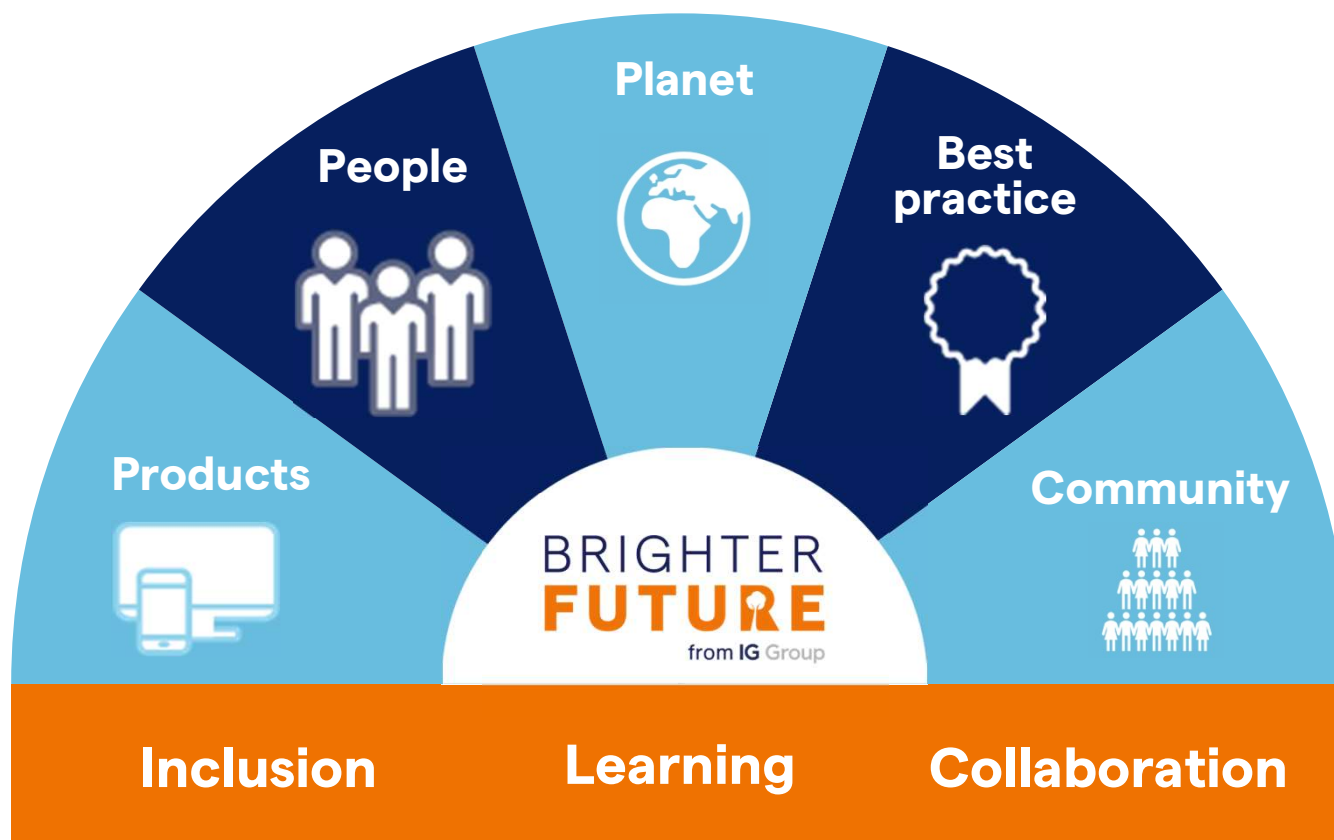 Planet
People
Best
practice
Products
Community
BRIGHTER
FUTURE
from IG Group
Inclusion
Learning
Collaboration